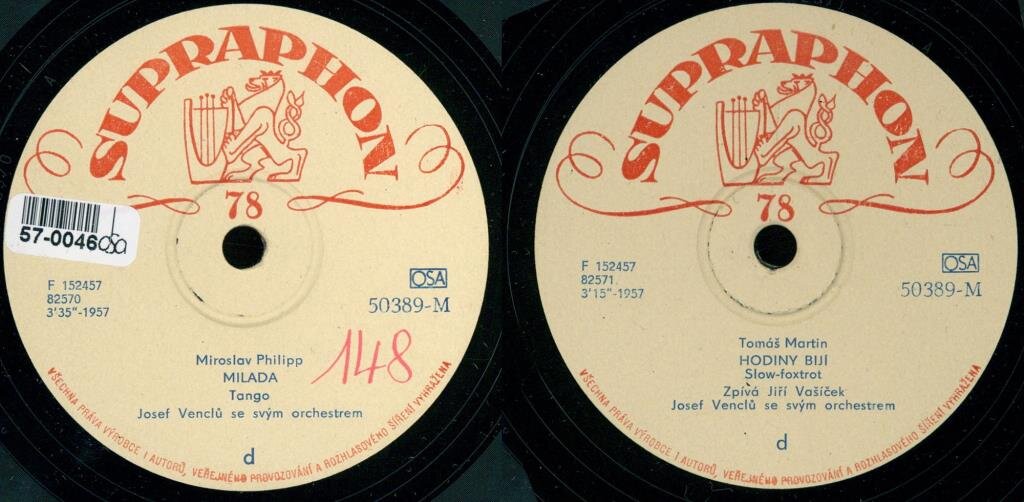 SUPRAPHON
78
57-0046
F 152457
82570
3'35"-1957
OSA
50389-M
148
Miroslav Philipp
MILADA
Tango
Josef Venclů se svým orchestrem
d
VŠECHNA PRÁVA VÝROBCE I AUTORŮ, VEŘEJNÉHO PROVOZOVÁNÍ A ROZHLASOVÉHO ŠÍŘENÍ VYHRAŽENA
SUPRAPHON
78
F 152457
82571
3'15"-1957
OSA
50389-M
Tomáš Martin
HODINY BIJÍ
Slow-foxtrot
Zpívá Jiří Vašíček
Josef Venclů se svým orchestrem
d
VŠECHNA PRÁVA VÝROBCE I AUTORŮ, VEŘEJNÉHO PROVOZOVÁNÍ A ROZHLASOVÉHO ŠÍŘENÍ VYHRAŽENA